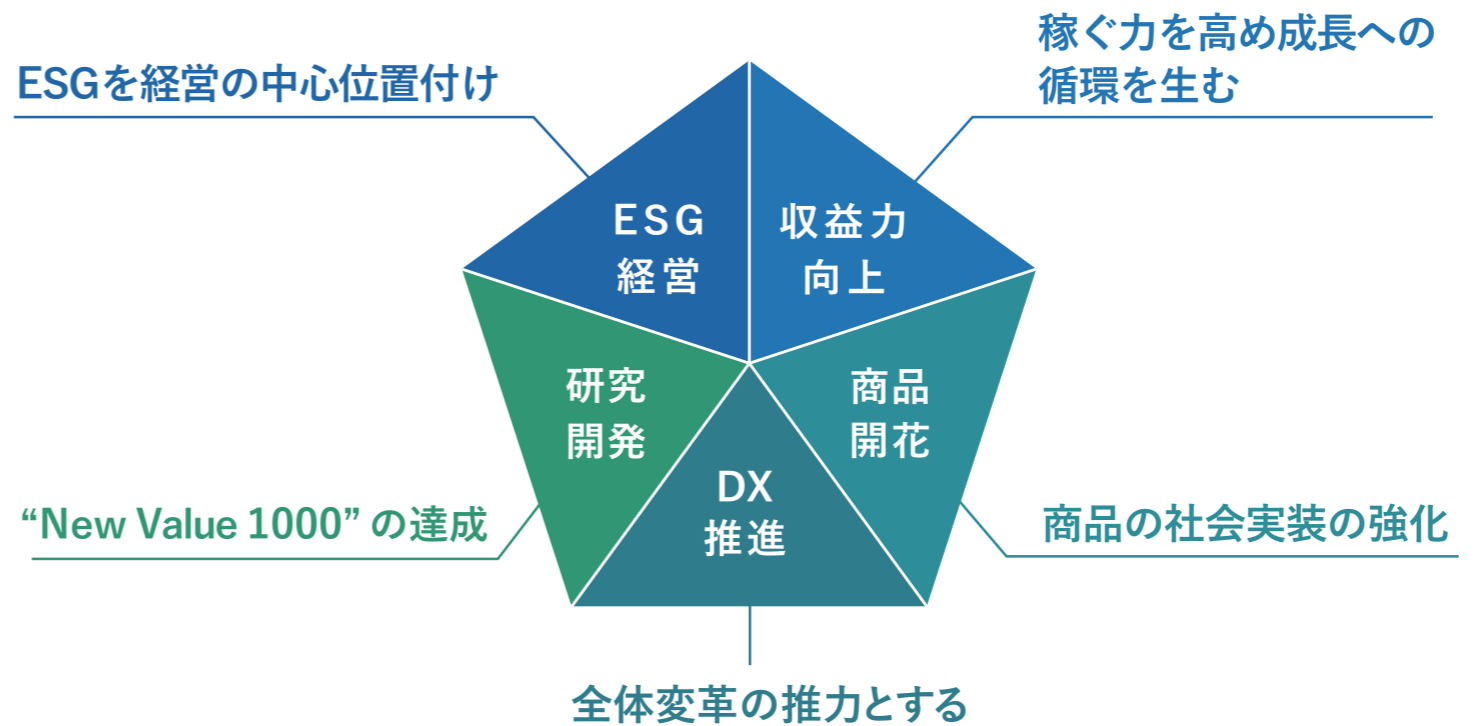 ESGを経営の中心位置付け
稼ぐ力を高め成長への
循環を生む
ESG
経営
収益力
向上
研究
開発
商品
開花
DX
推進
“New Value 1000” の達成
商品の社会実装の強化
全体変革の推力とする